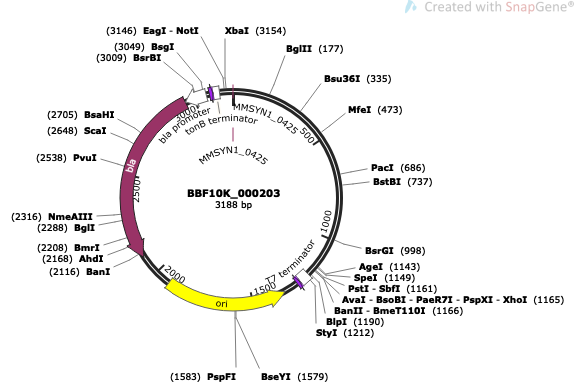 Created with SnapGene®
(3146) EagI - NotI
XbaI (3154)
(3049) BsgI
(3009) BsrBI
BglII (177)
Bsu36I (335)
MfeI (473)
(2705) BsaHI
(2648) ScaI
(2538) PvuI
PacI (686)
BstBI (737)
(2316) NmeAIII
(2288) BglI
(2208) BmrI
(2168) AhdI
(2116) BanI
BsrGI (998)
AgeI (1143)
SpeI (1149)
PstI - SbfI (1161)
AvaI - BsoBI - PaeR7I - PspXI - XhoI (1165)
BanII - BmeT110I (1166)
BlpI (1190)
StyI (1212)
(1583) PspFI
BseYI (1579)
MMSYN1_0425
bla promoter
tonB terminator
MMSYN1_0425
BBF10K_000203
3188 bp
bla
ori
T7 terminator
500
1000
1500
2000
2500
3000